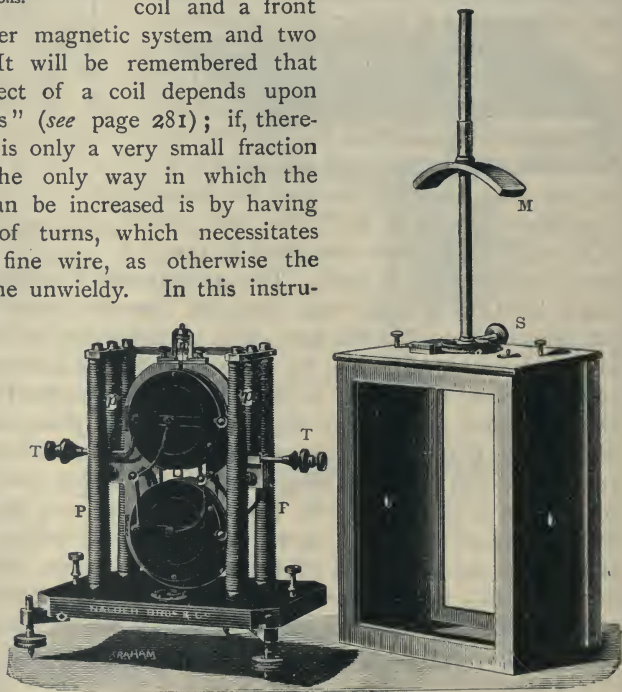 coil and a front
er magnetic system and two
It will be remembered that
ect of a coil depends upon
s" (see page 281); if, there-
is only a very small fraction
he only way in which the
an be increased is by having
of turns, which necessitates
fine wire, as otherwise the
ne unwieldy. In this instru-
M
S
p
p
T
T
P
F
NALDER BROS & CO
GRAHAM